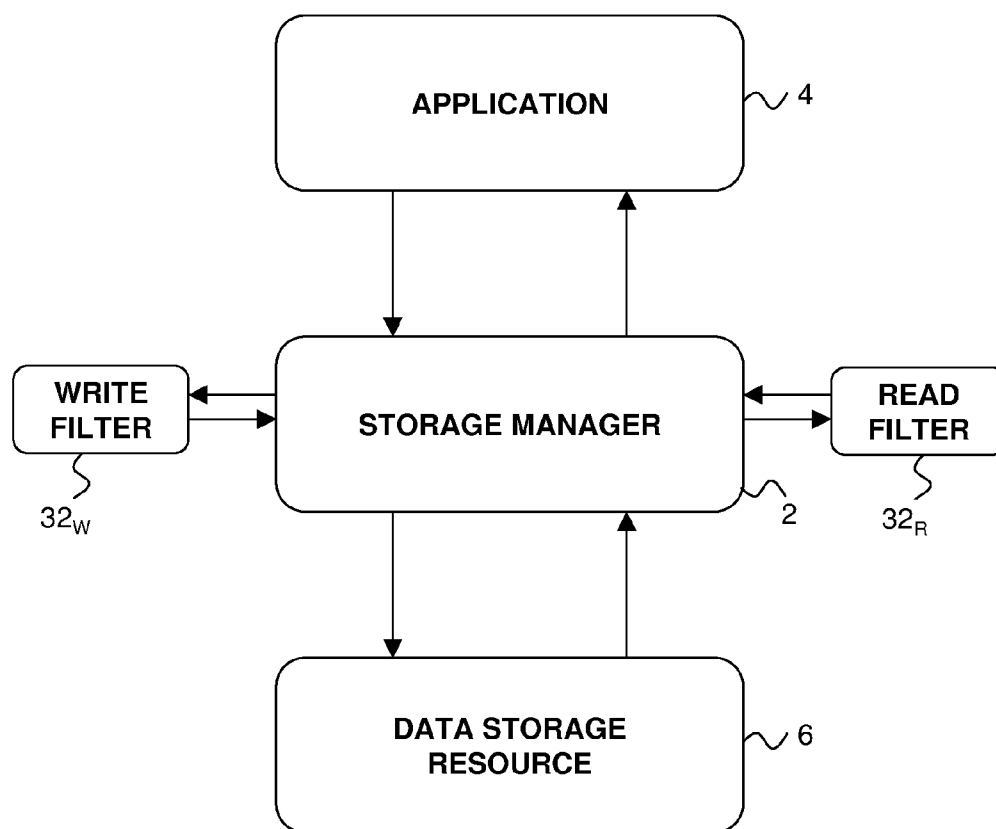 APPLICATION
4
WRITE
FILTER
STORAGE MANAGER
READ
FILTER
32W
2
32R
DATA STORAGE
RESOURCE
6